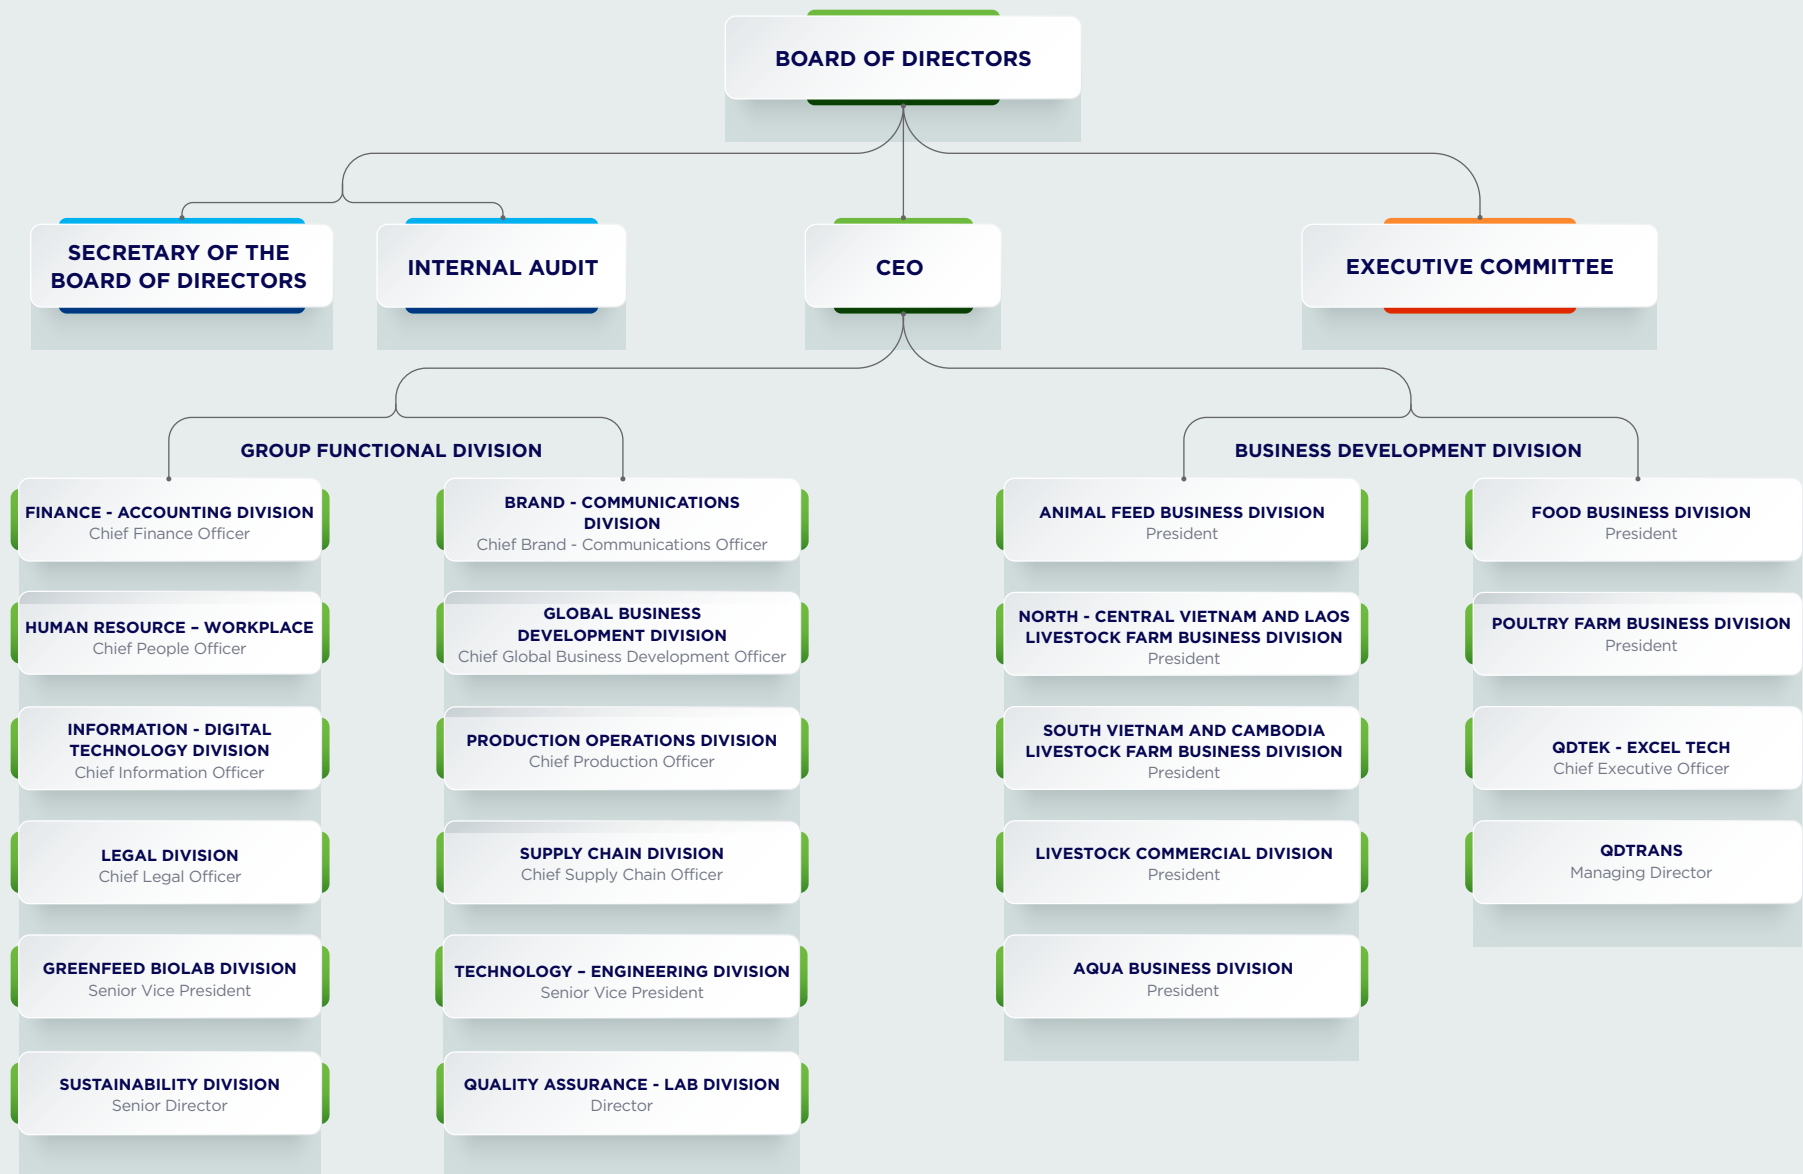 BOARD OF DIRECTORS
SECRETARY OF THE
BOARD OF DIRECTORS
INTERNAL AUDIT
CEO
EXECUTIVE COMMITTEE
GROUP FUNCTIONAL DIVISION
FINANCE - ACCOUNTING DIVISION
Chief Finance Officer
HUMAN RESOURCE – WORKPLACE
Chief People Officer
INFORMATION - DIGITAL
TECHNOLOGY DIVISION
Chief Information Officer
LEGAL DIVISION
Chief Legal Officer
GREENFEED BIOLAB DIVISION
Senior Vice President
SUSTAINABILITY DIVISION
Senior Director
BRAND - COMMUNICATIONS
DIVISION
Chief Brand - Communications Officer
GLOBAL BUSINESS
DEVELOPMENT DIVISION
Chief Global Business Development Officer
PRODUCTION OPERATIONS DIVISION
Chief Production Officer
SUPPLY CHAIN DIVISION
Chief Supply Chain Officer
TECHNOLOGY – ENGINEERING DIVISION
Senior Vice President
QUALITY ASSURANCE - LAB DIVISION
Director
BUSINESS DEVELOPMENT DIVISION
ANIMAL FEED BUSINESS DIVISION
President
NORTH - CENTRAL VIETNAM AND LAOS
LIVESTOCK FARM BUSINESS DIVISION
President
SOUTH VIETNAM AND CAMBODIA
LIVESTOCK FARM BUSINESS DIVISION
President
LIVESTOCK COMMERCIAL DIVISION
President
AQUA BUSINESS DIVISION
President
FOOD BUSINESS DIVISION
President
POULTRY FARM BUSINESS DIVISION
President
QDTEK - EXCEL TECH
Chief Executive Officer
QDTRANS
Managing Director